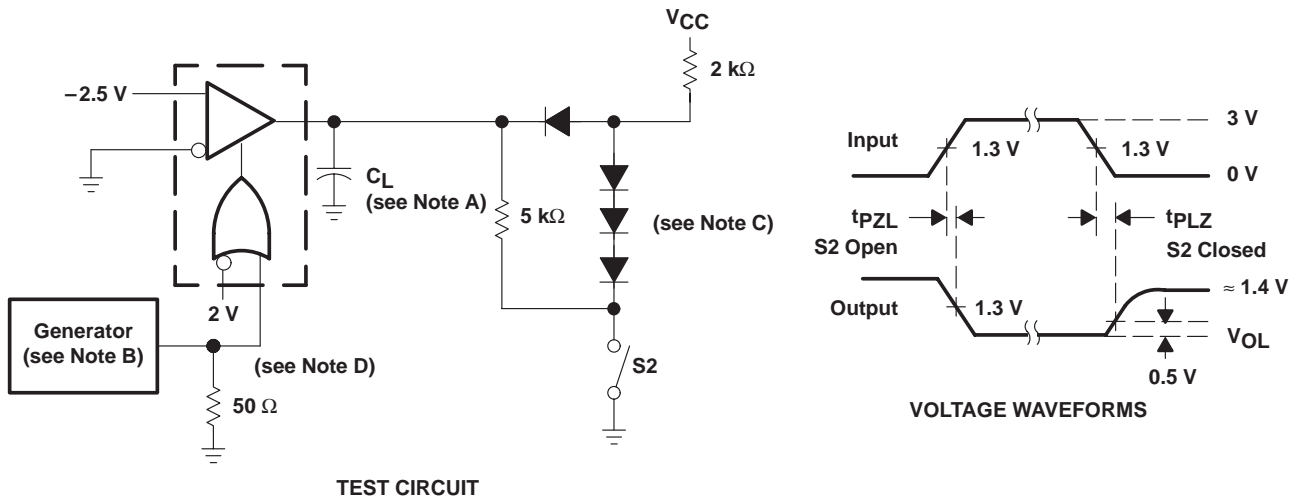 VCC
2 kΩ
−2.5 V
CL
(see Note A)
5 kΩ
(see Note C)
2 V
Generator
(see Note B)
(see Note D)
50 Ω
S2
TEST CIRCUIT
Input
3 V
1.3 V
1.3 V
0 V
tPZL
tPLZ
S2 Open
S2 Closed
≈ 1.4 V
Output
1.3 V
VOL
0.5 V
VOLTAGE WAVEFORMS